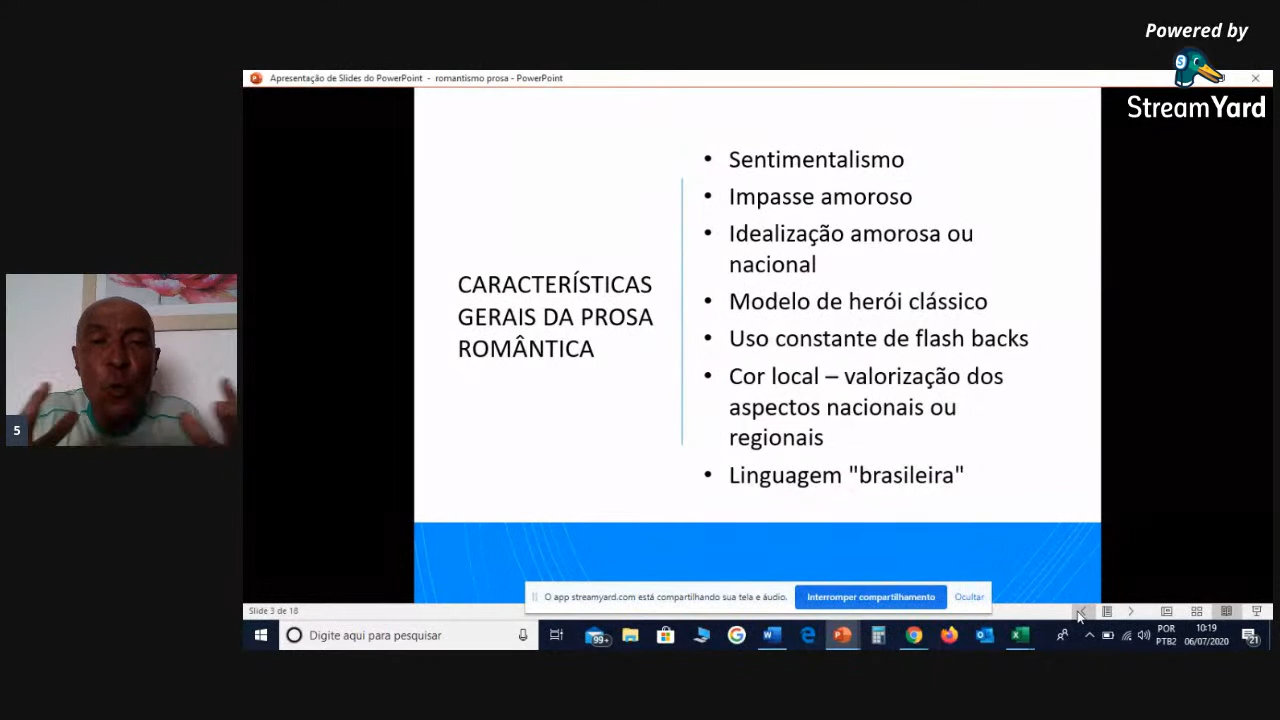 Powered by
StreamYard
Apresentação de Slides do PowerPoint - romantismo prosa - PowerPoint
CARACTERÍSTICAS
GERAIS DA PROSA
ROMÂNTICA
• Sentimentalismo
• Impasse amoroso
• Idealização amorosa ou
nacional
• Modelo de herói clássico
• Uso constante de flash backs
• Cor local – valorização dos
aspectos nacionais ou
regionais
• Linguagem "brasileira"
5
O app streamyard.com está compartilhando sua tela e áudio.
Interromper compartilhamento
Ocultar
Slide 3 de 18
Digite aqui para pesquisar
99+
POR
PTB2
10:19
06/07/2020
21